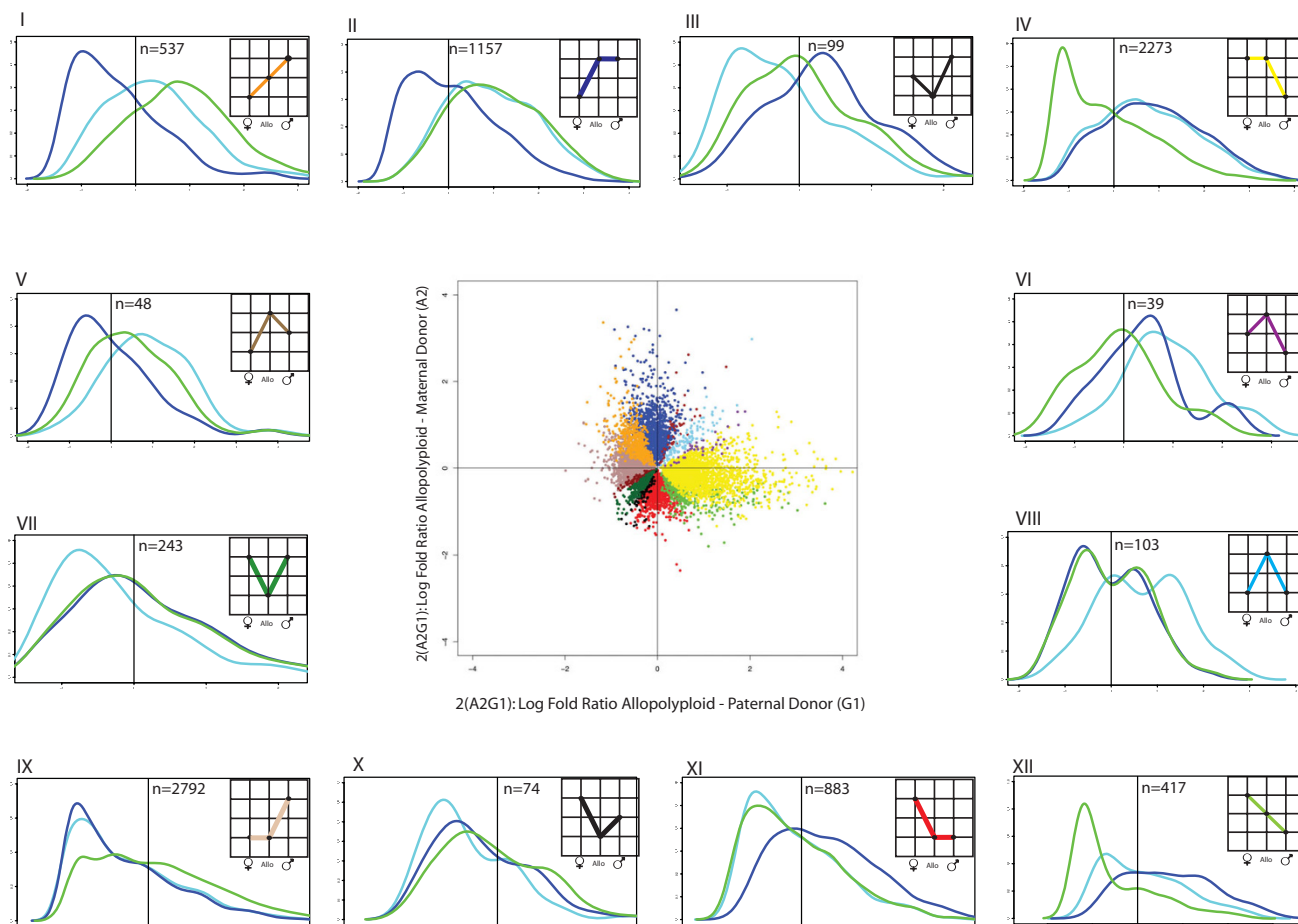 I
n=537
♀ Allo ♂
II
n=1157
♀ Allo ♂
III
n=99
♀ Allo ♂
IV
n=2273
♀ Allo ♂
V
n=48
♀ Allo ♂
VI
n=39
♀ Allo ♂
2(A2G1): Log Fold Ratio Allopolyploid - Maternal Donor (A2)
4
2
0
-2
-4
-4 -2 0 2 4
2(A2G1): Log Fold Ratio Allopolyploid - Paternal Donor (G1)
VII
n=243
♀ Allo ♂
VIII
n=103
♀ Allo ♂
IX
n=2792
♀ Allo ♂
X
n=74
♀ Allo ♂
XI
n=883
♀ Allo ♂
XII
n=417
♀ Allo ♂